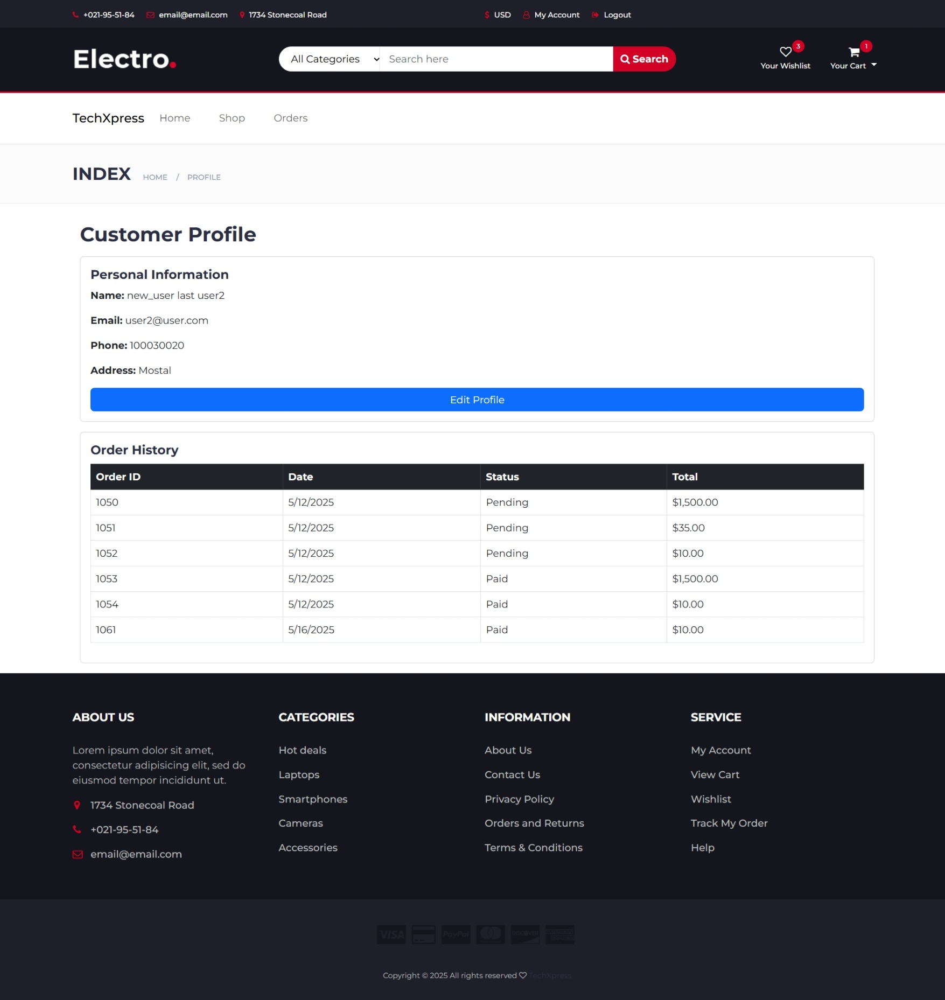 +021-95-51-84 email@email.com 1734 Stonecoal Road $ USD My Account Logout
Electro. All Categories Search here Search 3 Your Wishlist 1 Your Cart
TechXpress Home Shop Orders
INDEX HOME / PROFILE
Customer Profile
Personal Information
Name: new_user last user2
Email: user2@user.com
Phone: 100030020
Address: Mostal
Edit Profile
Order History
Order ID Date Status Total
1050 5/12/2025 Pending $1,500.00
1051 5/12/2025 Pending $35.00
1052 5/12/2025 Pending $10.00
1053 5/12/2025 Paid $1,500.00
1054 5/12/2025 Paid $10.00
1061 5/16/2025 Paid $10.00
ABOUT US
Lorem ipsum dolor sit amet,
consectetur adipisicing elit, sed do
eiusmod tempor incididunt ut.
1734 Stonecoal Road
+021-95-51-84
email@email.com
CATEGORIES
Hot deals
Laptops
Smartphones
Cameras
Accessories
INFORMATION
About Us
Contact Us
Privacy Policy
Orders and Returns
Terms & Conditions
SERVICE
My Account
View Cart
Wishlist
Track My Order
Help
VISA PayPal DISCOVER AMERICAN EXPRESS
Copyright © 2025 All rights reserved TechXpress